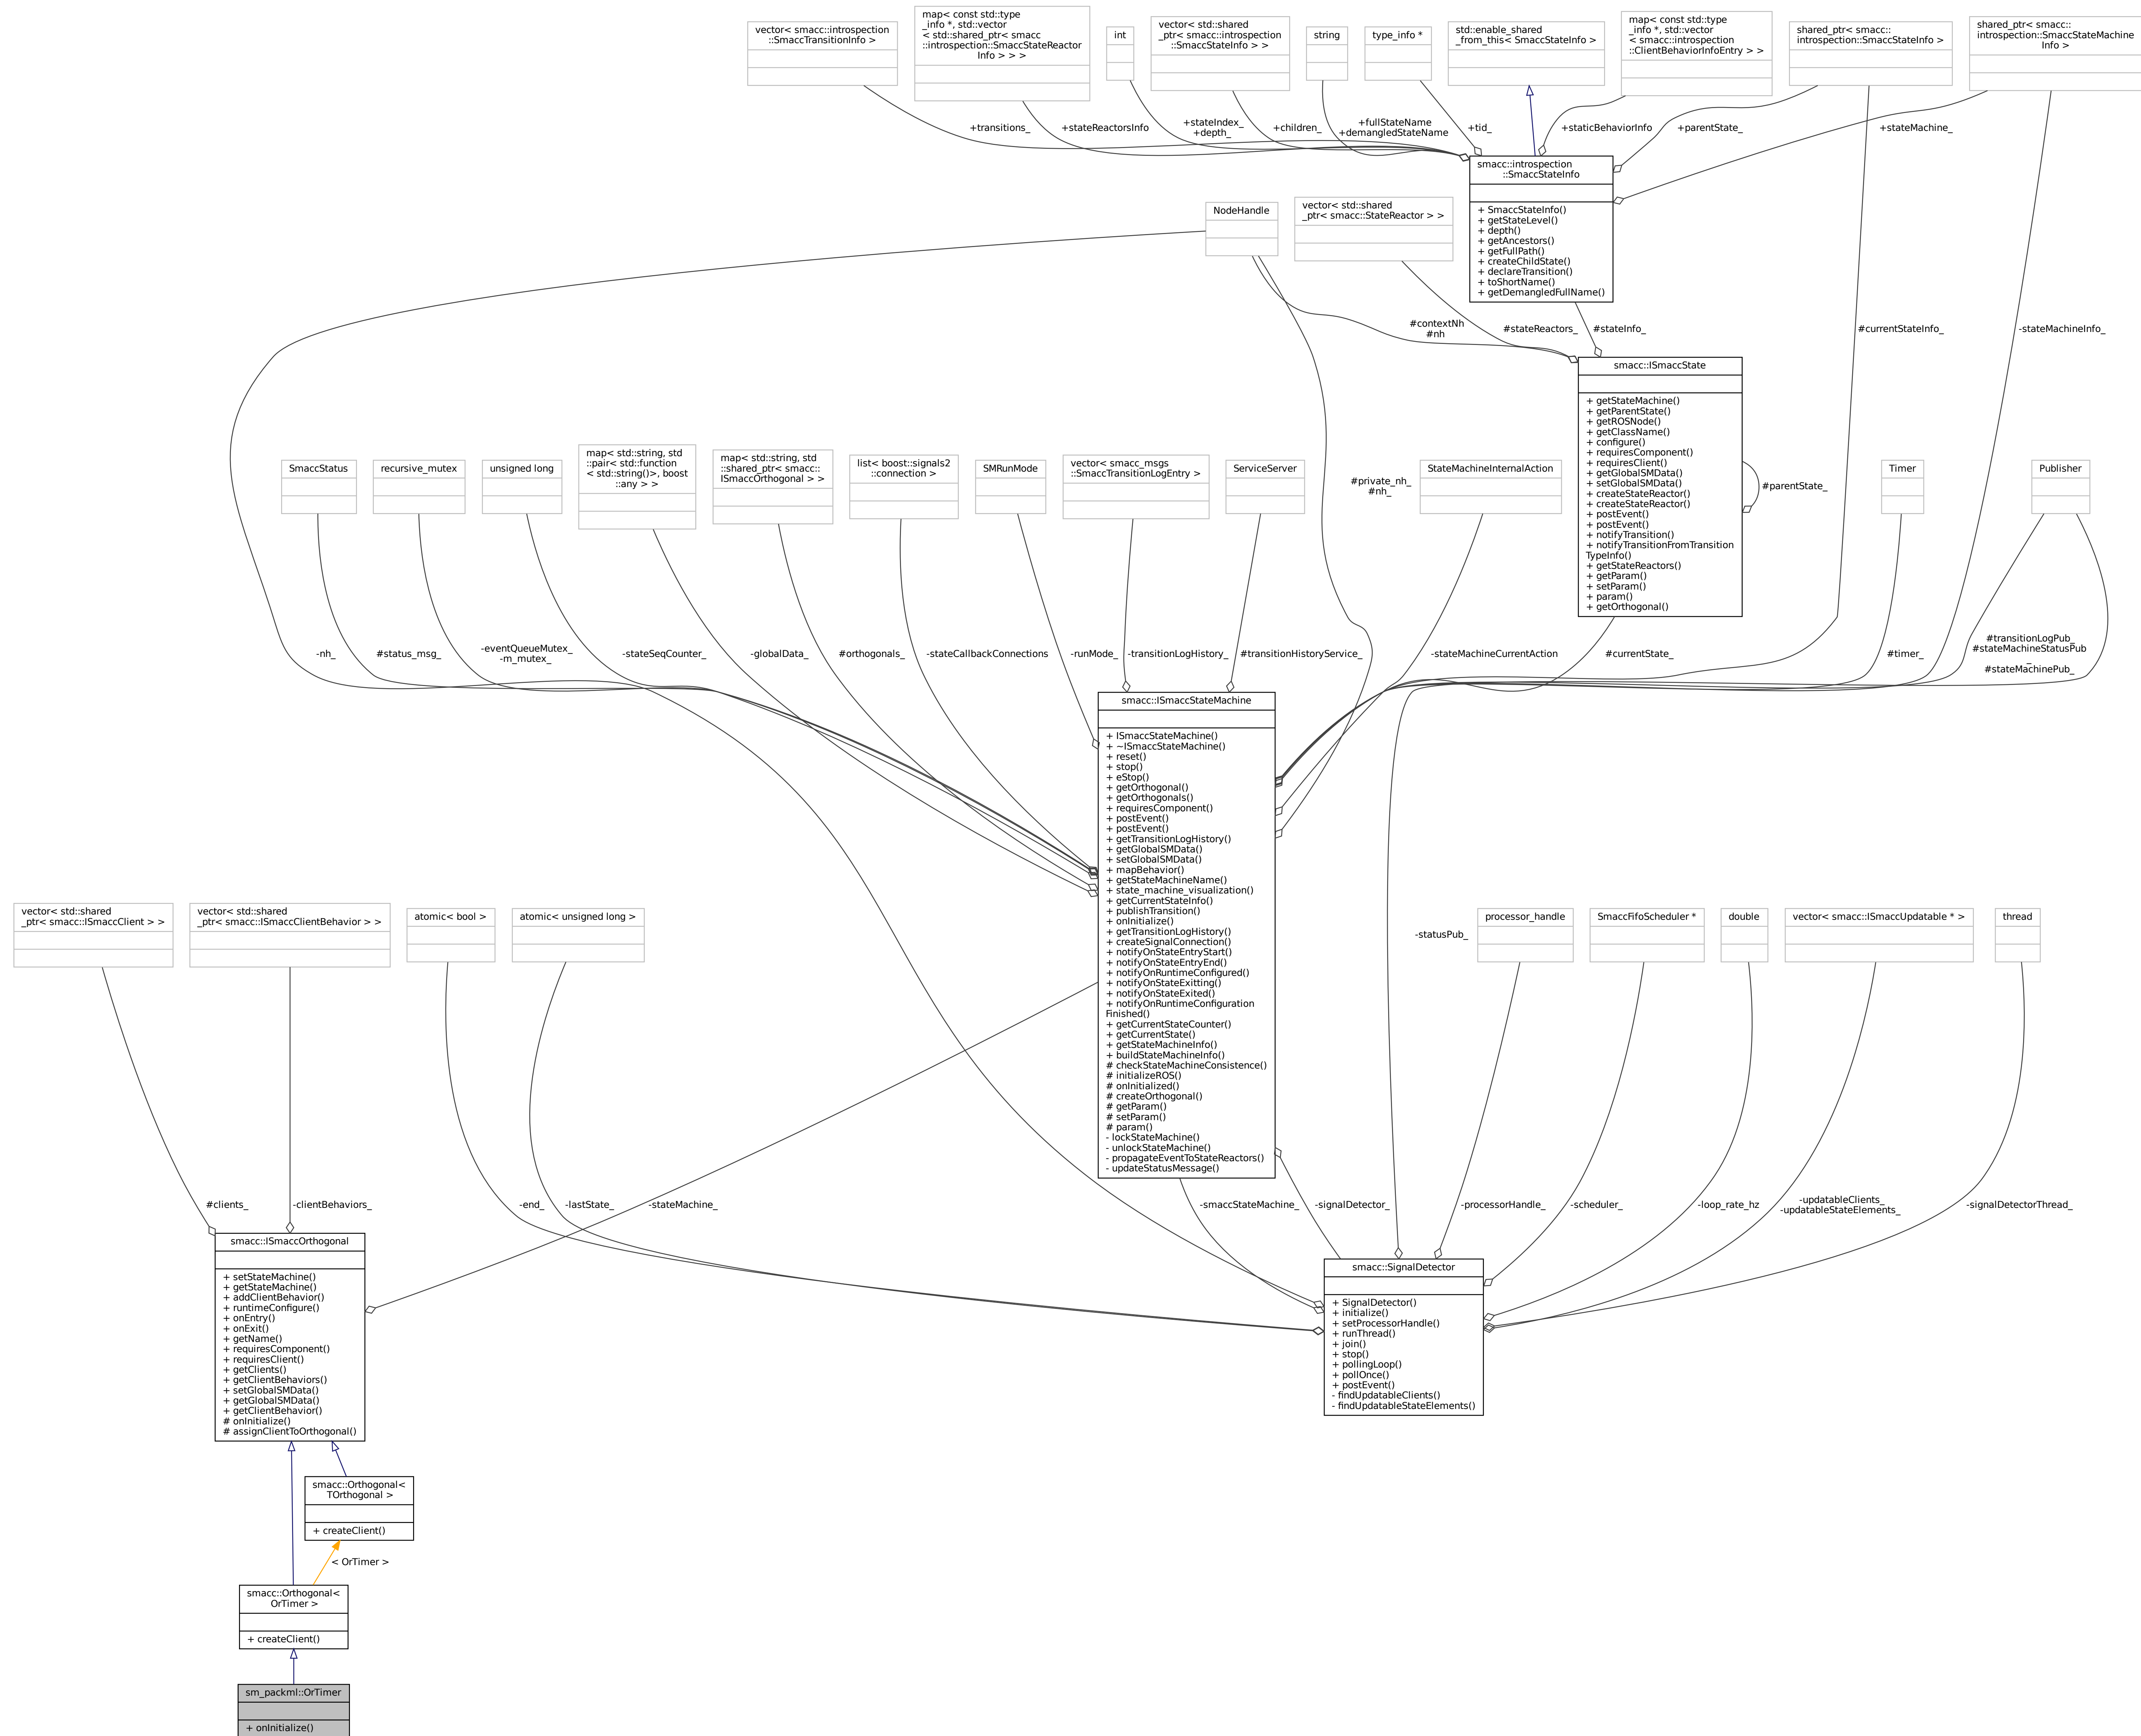 vector< smacc::introspection
::SmaccTransitionInfo >
map< const std::type
_info *, std::vector
< std::shared_ptr< smacc
::introspection::SmaccStateReactor
Info > > >
int
vector< std::shared
_ptr< smacc::introspection
::SmaccStateInfo > >
string
type_info *
std::enable_shared
_from_this< SmaccStateInfo >
map< const std::type
_info *, std::vector
< smacc::introspection
::ClientBehaviorInfoEntry > >
shared_ptr< smacc::
introspection::SmaccStateInfo >
shared_ptr< smacc::
introspection::SmaccStateMachine
Info >
+transitions_
+stateReactorsInfo
+stateIndex_
+depth_
+children_
+fullStateName
+demangledStateName
+tid_
+staticBehaviorInfo
+parentState_
+stateMachine_
smacc::introspection
::SmaccStateInfo
+ SmaccStateInfo()
+ getStateLevel()
+ depth()
+ getAncestors()
+ getFullPath()
+ createChildState()
+ declareTransition()
+ toShortName()
+ getDemangledFullName()
NodeHandle
vector< std::shared
_ptr< smacc::StateReactor > >
#contextNh
#nh
#stateReactors_
#stateInfo_
#currentStateInfo_
-stateMachineInfo_
smacc::ISmaccState
+ getStateMachine()
+ getParentState()
+ getROSNode()
+ getClassName()
+ configure()
+ requiresComponent()
+ requiresClient()
+ getGlobalSMData()
+ setGlobalSMData()
+ createStateReactor()
+ createStateReactor()
+ postEvent()
+ postEvent()
+ notifyTransition()
+ notifyTransitionFromTransition
TypeInfo()
+ getStateReactors()
+ getParam()
+ setParam()
+ param()
+ getOrthogonal()
#parentState_
SmaccStatus
recursive_mutex
unsigned long
map< std::string, std
::pair< std::function
< std::string()>, boost
::any > >
map< std::string, std
::shared_ptr< smacc::
ISmaccOrthogonal > >
list< boost::signals2
::connection >
SMRunMode
vector< smacc_msgs
::SmaccTransitionLogEntry >
ServiceServer
#private_nh_
#nh_
StateMachineInternalAction
Timer
Publisher
-nh_
#status_msg_
-eventQueueMutex_
-m_mutex_
-stateSeqCounter_
-globalData_
#orthogonals_
-stateCallbackConnections
-runMode_
-transitionLogHistory_
#transitionHistoryService_
-stateMachineCurrentAction
#currentState_
#timer_
#transitionLogPub_
#stateMachineStatusPub
_
#stateMachinePub_
smacc::ISmaccStateMachine
+ ISmaccStateMachine()
+ ~ISmaccStateMachine()
+ reset()
+ stop()
+ eStop()
+ getOrthogonal()
+ getOrthogonals()
+ requiresComponent()
+ postEvent()
+ postEvent()
+ getTransitionLogHistory()
+ getGlobalSMData()
+ setGlobalSMData()
+ mapBehavior()
+ getStateMachineName()
+ state_machine_visualization()
+ getCurrentStateInfo()
+ publishTransition()
+ onInitialize()
+ getTransitionLogHistory()
+ createSignalConnection()
+ notifyOnStateEntryStart()
+ notifyOnStateEntryEnd()
+ notifyOnRuntimeConfigured()
+ notifyOnStateExitting()
+ notifyOnStateExited()
+ notifyOnRuntimeConfiguration
Finished()
+ getCurrentStateCounter()
+ getCurrentState()
+ getStateMachineInfo()
+ buildStateMachineInfo()
# checkStateMachineConsistence()
# initializeROS()
# onInitialized()
# createOrthogonal()
# getParam()
# setParam()
# param()
- lockStateMachine()
- unlockStateMachine()
- propagateEventToStateReactors()
- updateStatusMessage()
vector< std::shared
_ptr< smacc::ISmaccClient > >
vector< std::shared
_ptr< smacc::ISmaccClientBehavior > >
atomic< bool >
atomic< unsigned long >
-statusPub_
processor_handle
SmaccFifoScheduler *
double
vector< smacc::ISmaccUpdatable * >
thread
#clients_
-clientBehaviors_
-end_
-lastState_
-stateMachine_
-smaccStateMachine_
-signalDetector_
-processorHandle_
-scheduler_
-loop_rate_hz
-updatableClients_
-updatableStateElements_
-signalDetectorThread_
smacc::ISmaccOrthogonal
+ setStateMachine()
+ getStateMachine()
+ addClientBehavior()
+ runtimeConfigure()
+ onEntry()
+ onExit()
+ getName()
+ requiresComponent()
+ requiresClient()
+ getClients()
+ getClientBehaviors()
+ setGlobalSMData()
+ getGlobalSMData()
+ getClientBehavior()
# onInitialize()
# assignClientToOrthogonal()
smacc::SignalDetector
+ SignalDetector()
+ initialize()
+ setProcessorHandle()
+ runThread()
+ join()
+ stop()
+ pollingLoop()
+ pollOnce()
+ postEvent()
- findUpdatableClients()
- findUpdatableStateElements()
smacc::Orthogonal<
TOrthogonal >
+ createClient()
< OrTimer >
smacc::Orthogonal<
OrTimer >
+ createClient()
sm_packml::OrTimer
+ onInitialize()